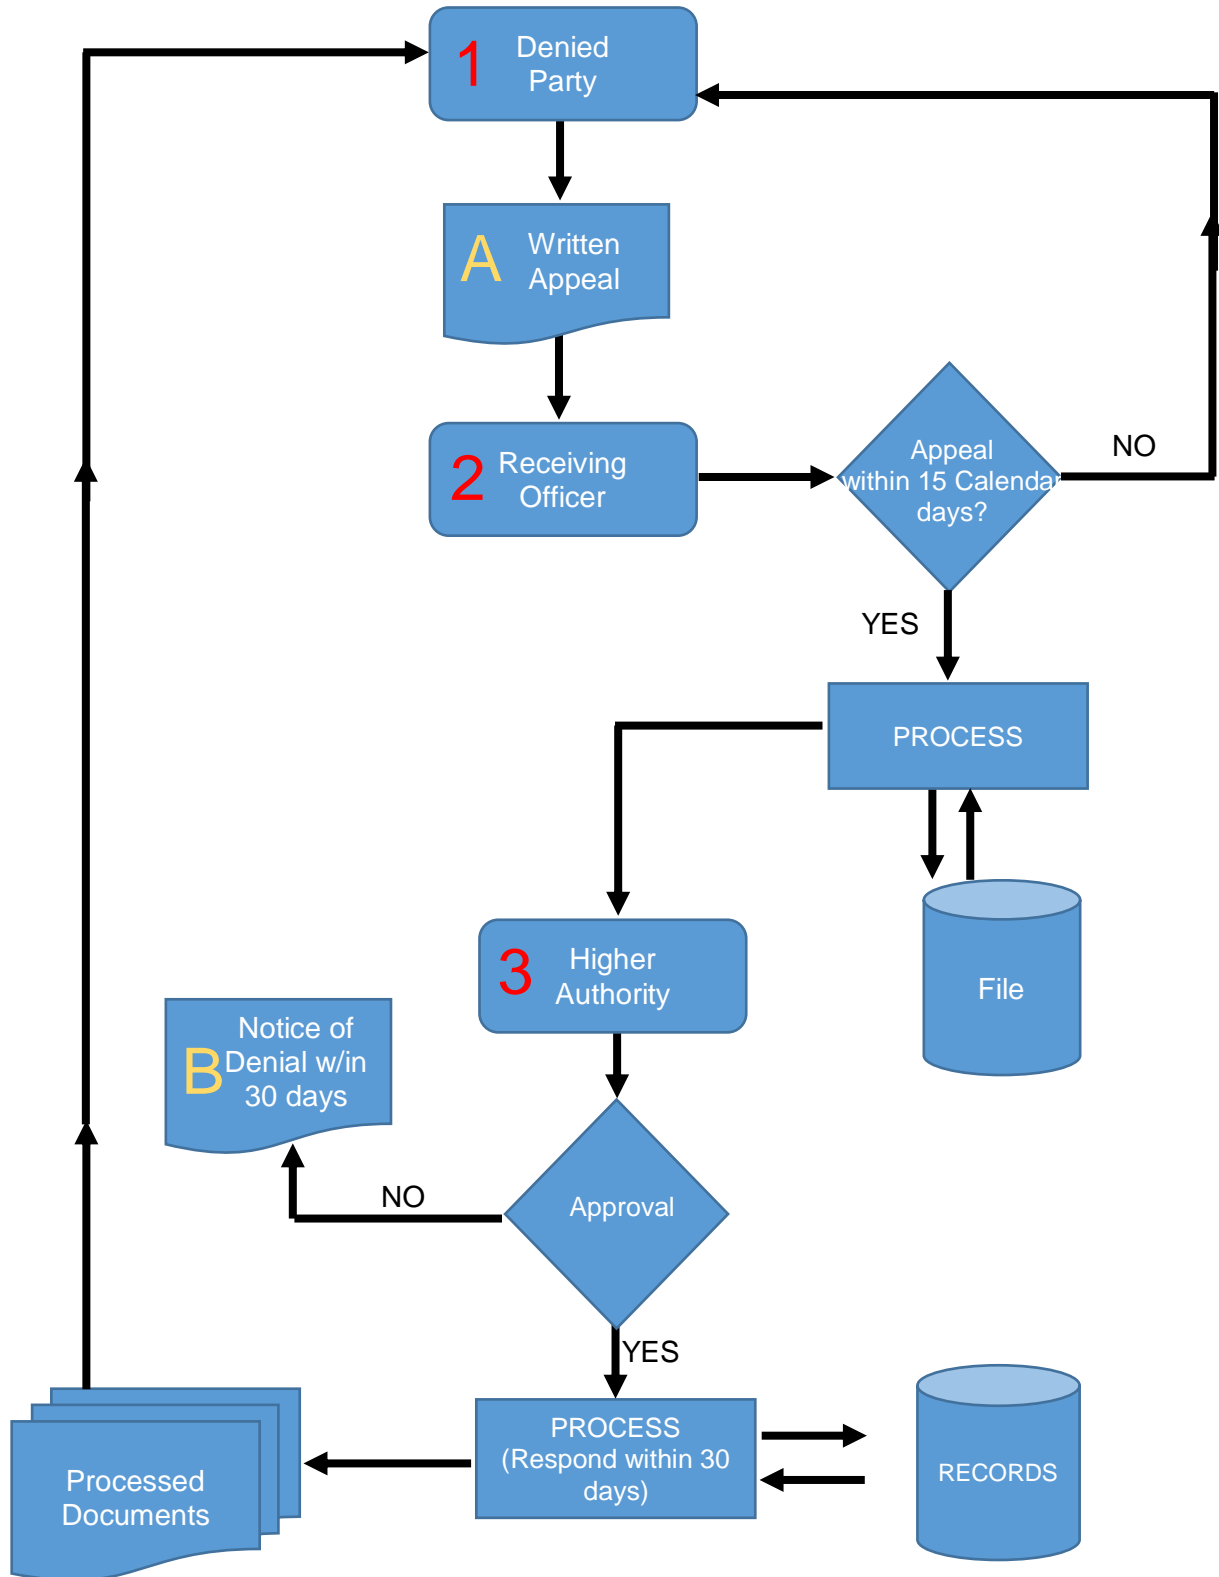 1
Denied
Party
A
Written
Appeal
2
Receiving
Officer
Appeal
within 15 Calendar
days?
NO
YES
PROCESS
3
Higher
Authority
File
B
Notice of
Denial w/in
30 days
NO
Approval
YES
PROCESS
(Respond within 30
days)
RECORDS
Processed
Documents